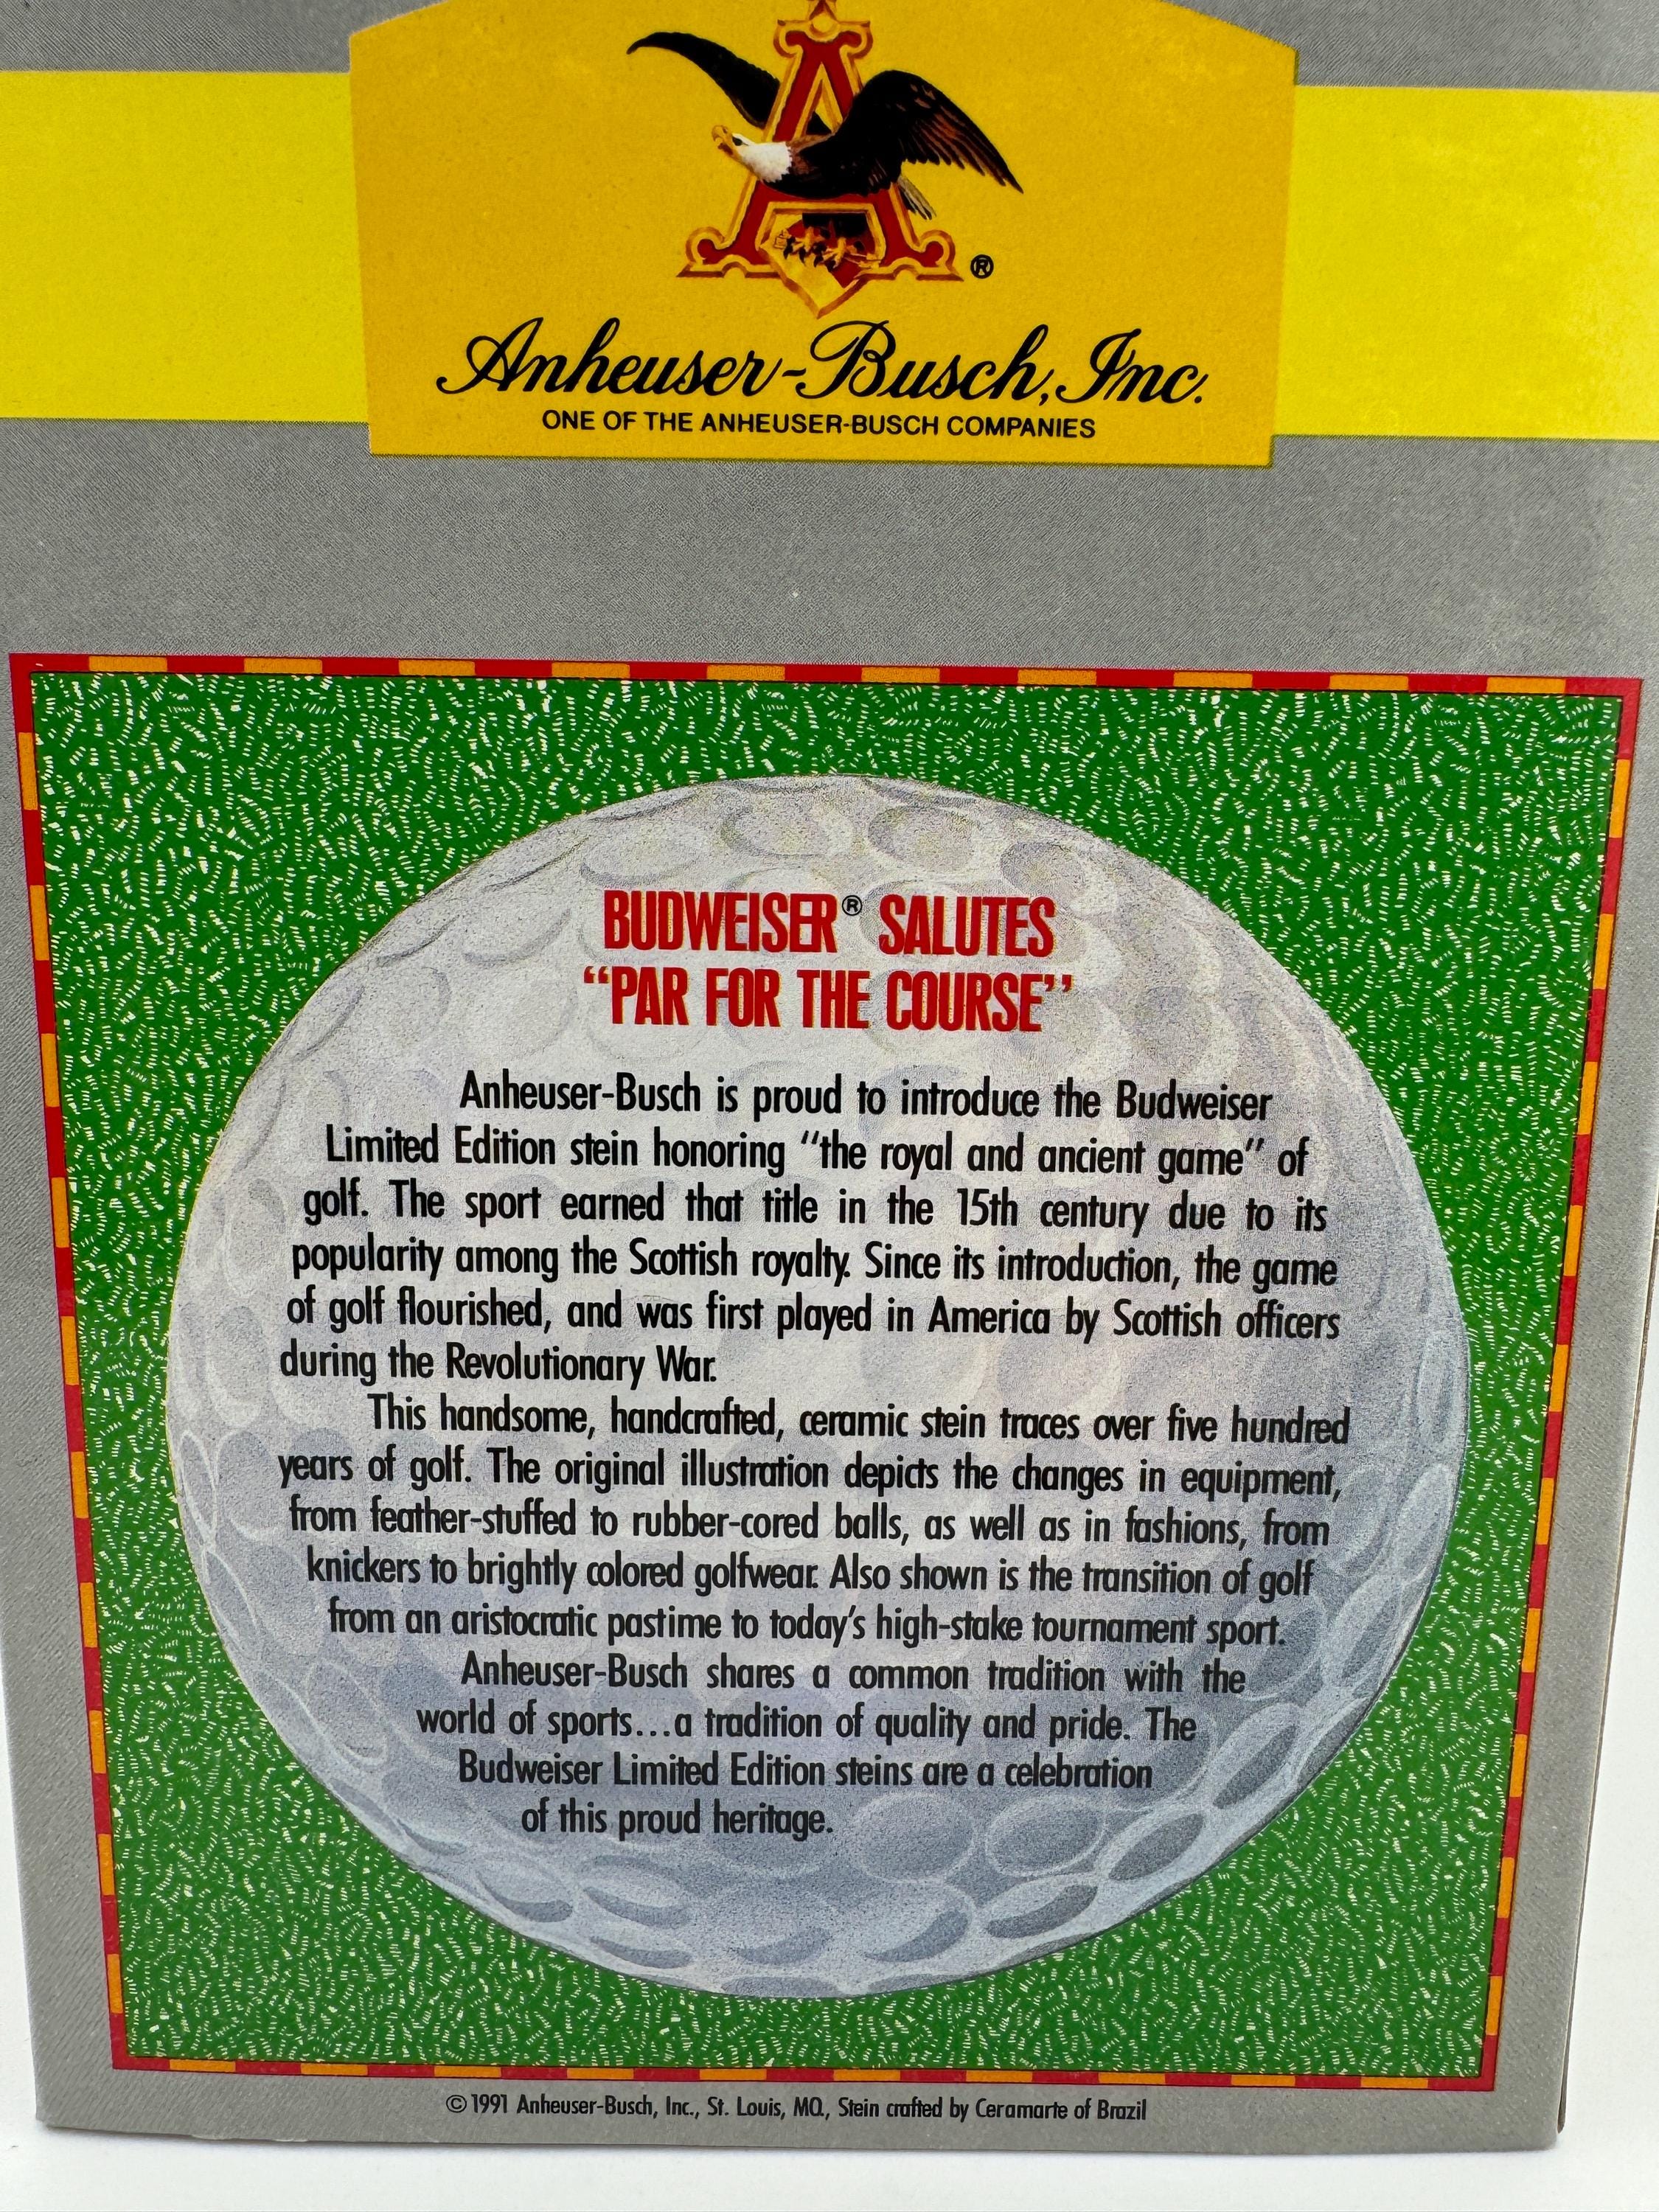 A
®
Anheuser-Busch, Inc.
ONE OF THE ANHEUSER-BUSCH COMPANIES
BUDWEISER® SALUTES
“PAR FOR THE COURSE”
Anheuser-Busch is proud to introduce the Budweiser
Limited Edition stein honoring “the royal and ancient game” of
golf. The sport earned that title in the 15th century due to its
popularity among the Scottish royalty. Since its introduction, the game
of golf flourished, and was first played in America by Scottish officers
during the Revolutionary War.
This handsome, handcrafted, ceramic stein traces over five hundred
years of golf. The original illustration depicts the changes in equipment,
from feather-stuffed to rubber-cored balls, as well as in fashions, from
knickers to brightly colored golfwear. Also shown is the transition of golf
from an aristocratic pastime to today's high-stake tournament sport.
Anheuser-Busch shares a common tradition with the
world of sports...a tradition of quality and pride. The
Budweiser Limited Edition steins are a celebration
of this proud heritage.
© 1991 Anheuser-Busch, Inc., St. Louis, MO., Stein crafted by Ceramarte of Brazil